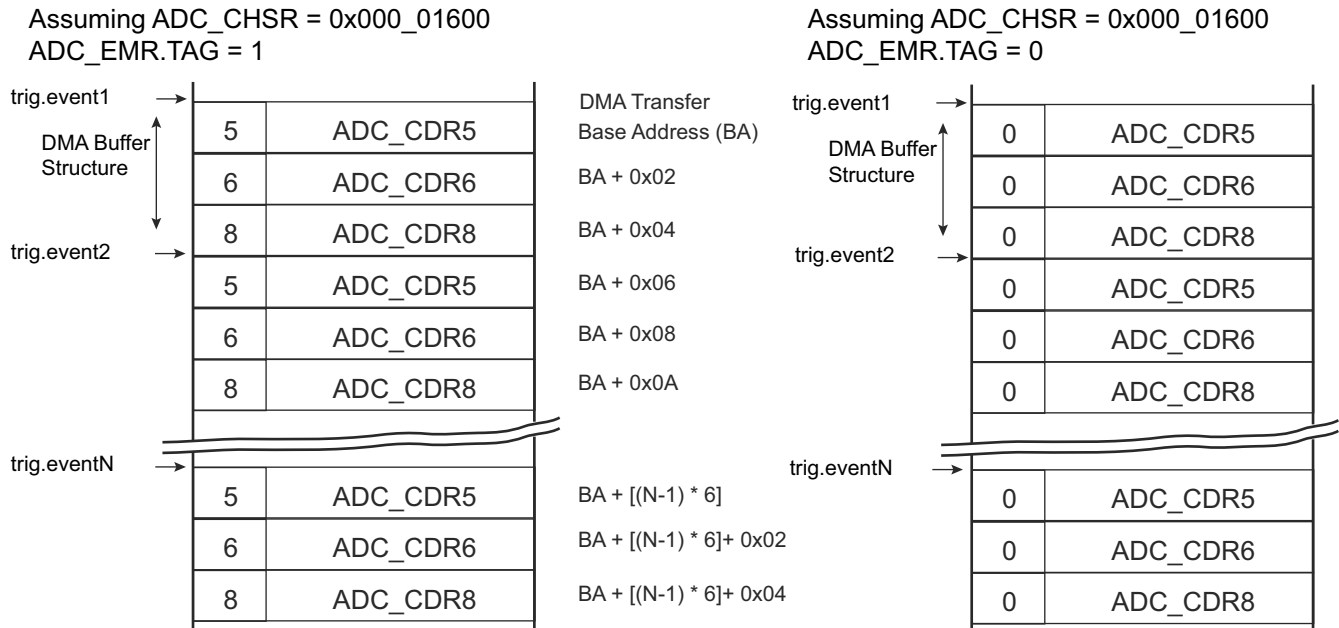 Assuming ADC_CHSR = 0x000_01600
ADC_EMR.TAG = 1
trig.event1
DMA Buffer
Structure
5 ADC_CDR5
6 ADC_CDR6
8 ADC_CDR8
trig.event2
5 ADC_CDR5
6 ADC_CDR6
8 ADC_CDR8
trig.eventN
5 ADC_CDR5
6 ADC_CDR6
8 ADC_CDR8
DMA Transfer
Base Address (BA)
BA + 0x02
BA + 0x04
BA + 0x06
BA + 0x08
BA + 0x0A
BA + [(N-1) * 6]
BA + [(N-1) * 6]+ 0x02
BA + [(N-1) * 6]+ 0x04
Assuming ADC_CHSR = 0x000_01600
ADC_EMR.TAG = 0
trig.event1
DMA Buffer
Structure
0 ADC_CDR5
0 ADC_CDR6
0 ADC_CDR8
trig.event2
0 ADC_CDR5
0 ADC_CDR6
0 ADC_CDR8
trig.eventN
0 ADC_CDR5
0 ADC_CDR6
0 ADC_CDR8